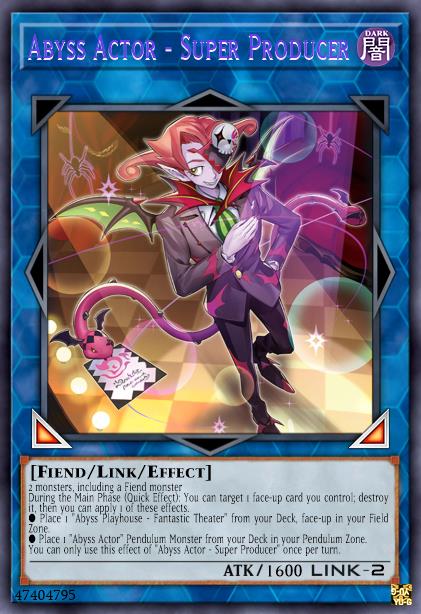 Abyss Actor - Super Producer
DARK
闇
[Fiend/Link/Effect]
2 monsters, including a Fiend monster
During the Main Phase (Quick Effect): You can target 1 face-up card you control; destroy
it, then you can apply 1 of these effects.
● Place 1 "Abyss Playhouse - Fantastic Theater" from your Deck, face-up in your Field
Zone.
● Place 1 "Abyss Actor" Pendulum Monster from your Deck in your Pendulum Zone.
You can only use this effect of "Abyss Actor - Super Producer" once per turn.
ATK/1600 LINK-2
47404795